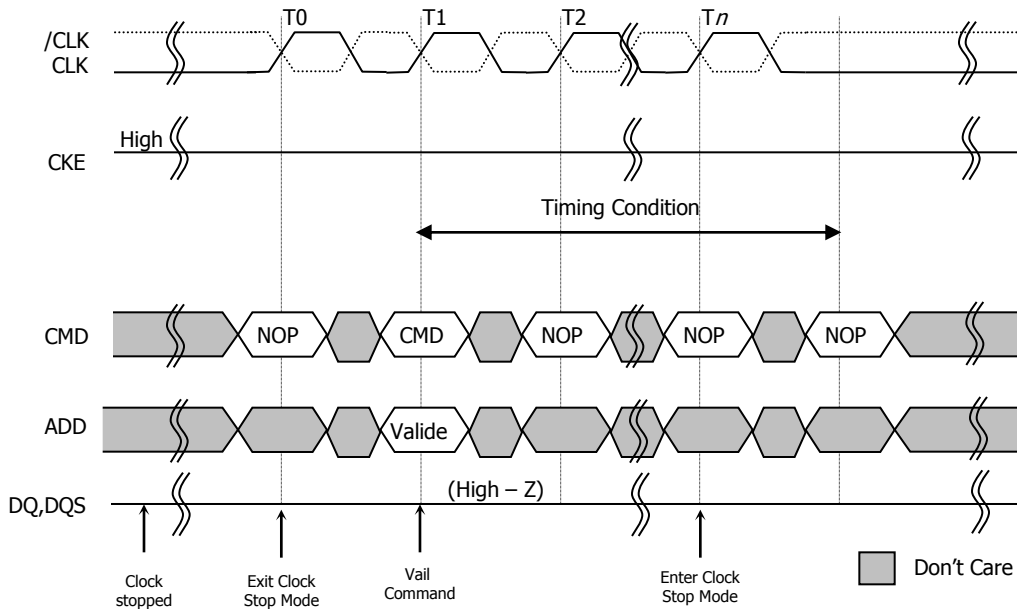 T0 T1 T2 Tn
/CLK
CLK
High
CKE
Timing Condition
CMD NOP CMD NOP NOP NOP
ADD Valide
(High – Z)
DQ,DQS
Clock
stopped
Exit Clock
Stop Mode
Vail
Command
Enter Clock
Stop Mode
Don't Care